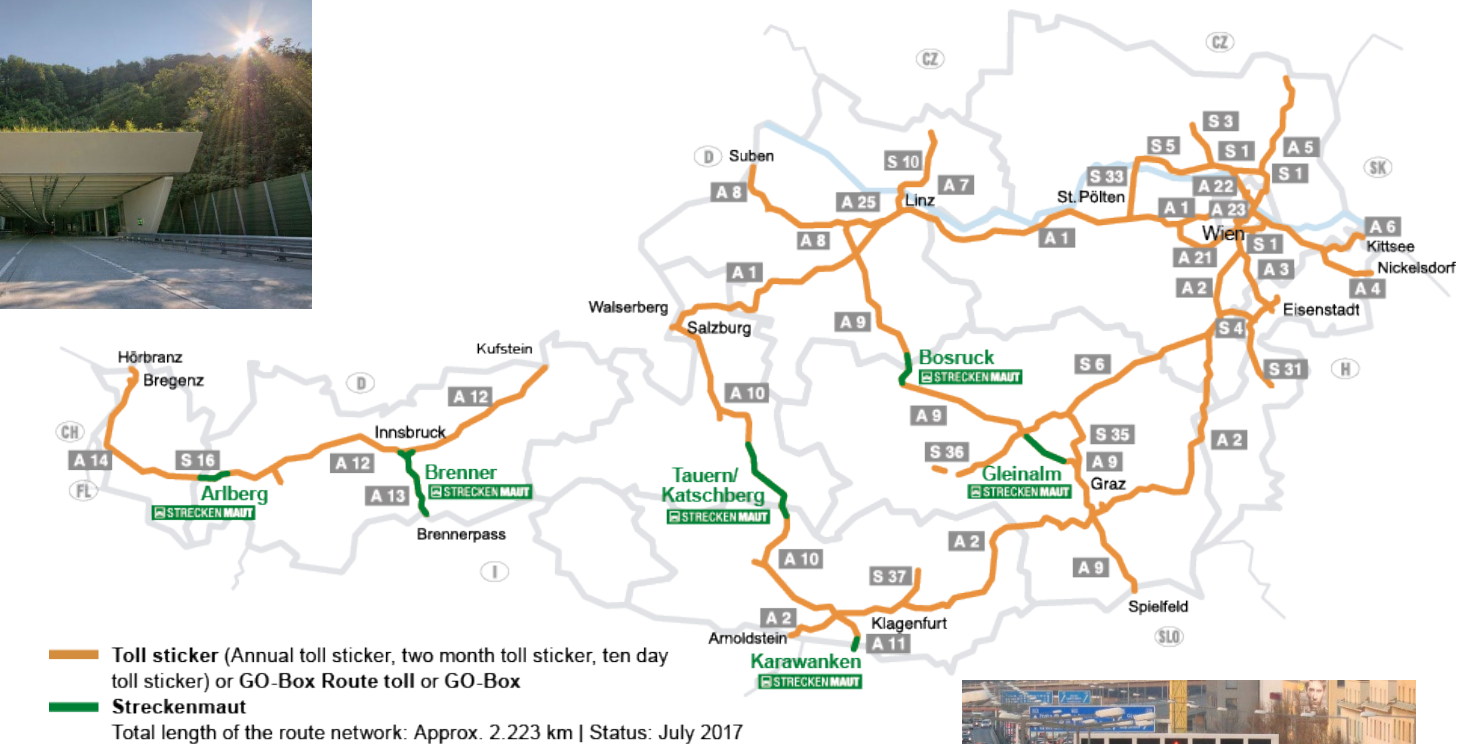 CZ
CZ
S 3
S 5
S 1
A 5
D
Suben
S 10
S 33
S 1
SK
A 8
A 7
A 22
A 25
Linz
St. Pölten
A 1
A 23
A 8
A 1
Wien
S 1
A 6
Kittsee
A 21
A 3
Nickelsdorf
A 1
A 2
A 4
Walserberg
Salzburg
A 9
S 4
Eisenstadt
Hörbranz
Bregenz
Kufstein
D
Bosruck
STRECKENMAUT
S 6
S 31
H
A 12
A 10
A 9
CH
Innsbruck
S 35
A 2
A 14
S 16
A 12
S 36
A 9
FL
Arlberg
STRECKENMAUT
Brenner
STRECKENMAUT
A 13
Tauern/
Katschberg
STRECKENMAUT
Gleinalm
STRECKENMAUT
Graz
Brennerpass
I
A 10
A 2
A 9
S 37
Spielfeld
A 2
Klagenfurt
Arnoldstein
A 11
SLO
Karawanken
STRECKENMAUT
Toll sticker (Annual toll sticker, two month toll sticker, ten day
toll sticker) or GO-Box Route toll or GO-Box
Streckenmaut
Total length of the route network: Approx. 2.223 km | Status: July 2017